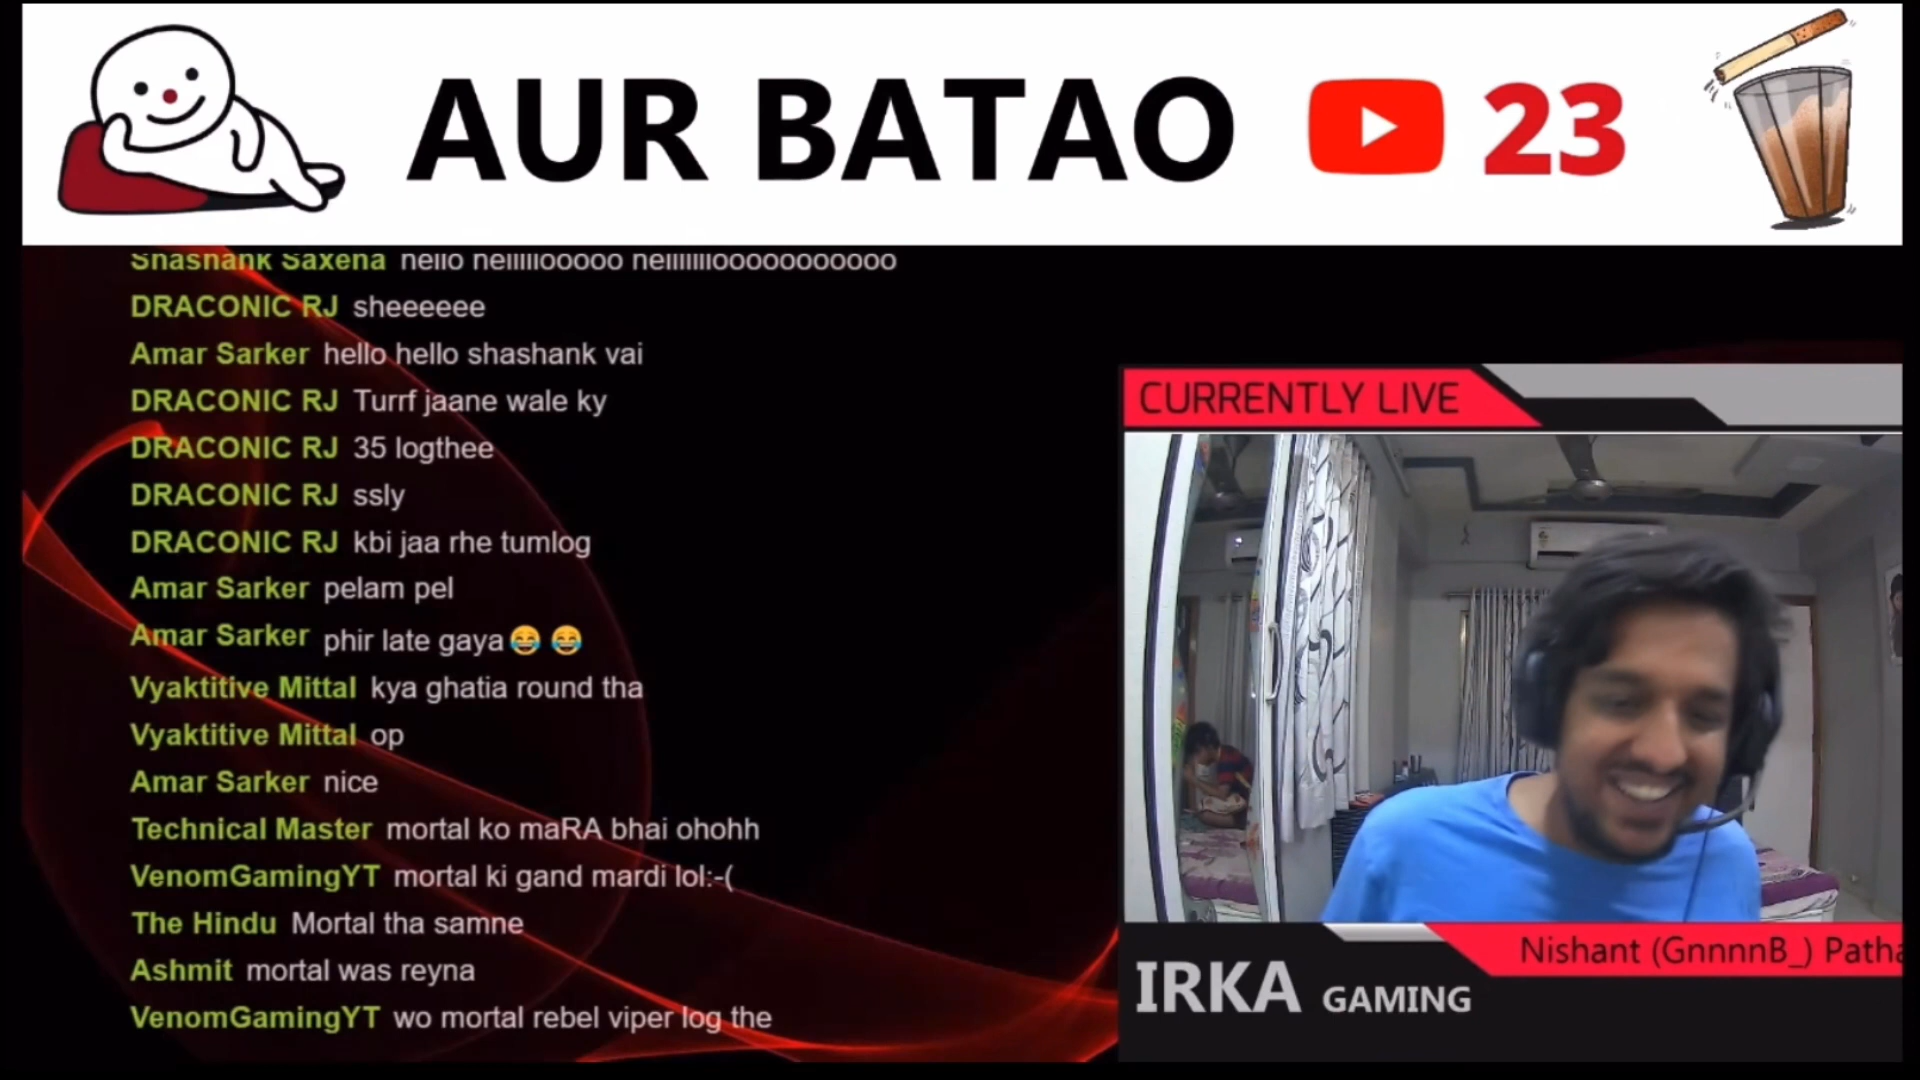 AUR BATAO 23
Shashank Saxena
DRACONIC RJ sheeeeee
Amar Sarker hello hello shashank vai
DRACONIC RJ Turrf jaane wale ky
DRACONIC RJ 35 logthee
DRACONIC RJ ssly
DRACONIC RJ kbi jaa rhe tumlog
Amar Sarker pelam pel
Amar Sarker phir late gaya😂 😂
Vyaktitive Mittal kya ghatia round tha
Vyaktitive Mittal op
Amar Sarker nice
Technical Master mortal ko maRA bhai ohohh
VenomGamingYT mortal ki gand mardi lol:-(
The Hindu Mortal tha samne
Ashmit mortal was reyna
VenomGamingYT wo mortal rebel viper log the
CURRENTLY LIVE
Nishant (GnnnnB_) Patha
IRKA GAMING